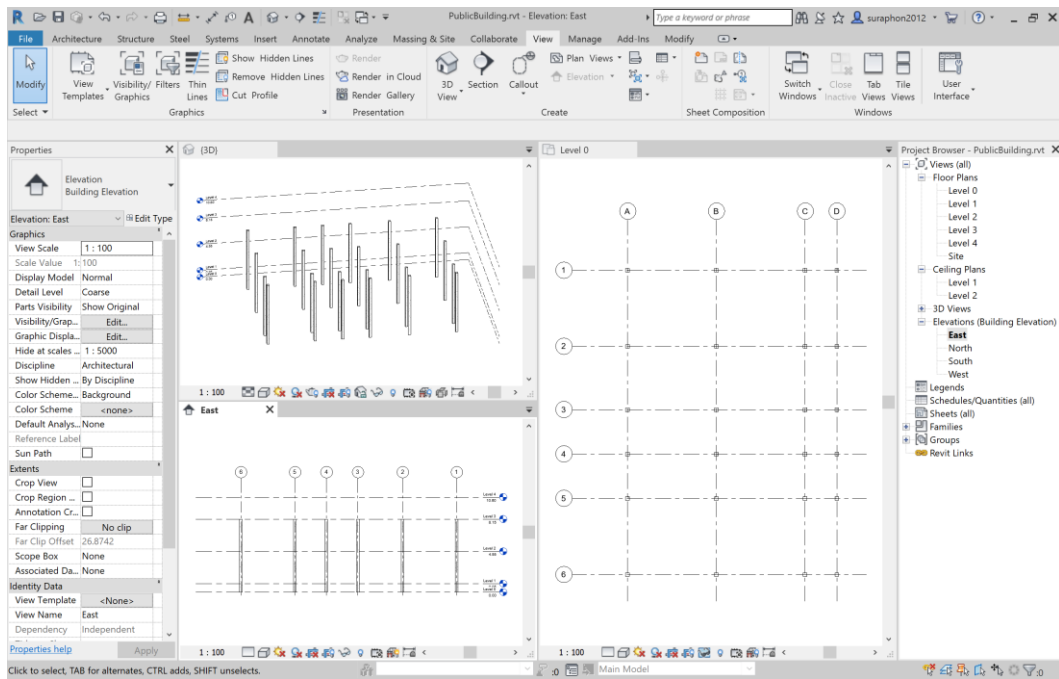 PublicBuilding.rvt - Elevation: East
Type a keyword or phrase
suraphon2012
File Architecture Structure Steel Systems Insert Annotate Analyze Massing & Site Collaborate View Manage Add-Ins Modify
Modify
Select
View Templates
Visibility/ Graphics
Filters
Thin Lines
Show Hidden Lines
Remove Hidden Lines
Cut Profile
Graphics
Render
Render in Cloud
Render Gallery
Presentation
3D View
Section
Callout
Plan Views
Elevation
Create
Sheet Composition
Switch Windows
Close Inactive
Tab Views
Tile Views
Windows
User Interface
Properties
Elevation
Building Elevation
Elevation: East Edit Type
Graphics
View Scale 1 : 100
Scale Value 1: 100
Display Model Normal
Detail Level Coarse
Parts Visibility Show Original
Visibility/Grap... Edit...
Graphic Displa... Edit...
Hide at scales ... 1 : 5000
Discipline Architectural
Show Hidden ... By Discipline
Color Scheme... Background
Color Scheme <none>
Default Analys... None
Reference Label
Sun Path
Extents
Crop View
Crop Region ...
Annotation Cr...
Far Clipping No clip
Far Clip Offset 26.8742
Scope Box None
Associated Da... None
Identity Data
View Template <None>
View Name East
Dependency Independent
Properties help Apply
{3D}
1 : 100
East
6 5 4 3 2 1
Level 4
Level 3
Level 2
Level 1
1 : 100
Level 0
A B C D
1
2
3
4
5
6
1 : 100
Project Browser - PublicBuilding.rvt
Views (all)
Floor Plans
Level 0
Level 1
Level 2
Level 3
Level 4
Site
Ceiling Plans
Level 1
Level 2
3D Views
Elevations (Building Elevation)
East
North
South
West
Legends
Schedules/Quantities (all)
Sheets (all)
Families
Groups
Revit Links
Click to select, TAB for alternates, CTRL adds, SHIFT unselects.
:0
Main Model
:0